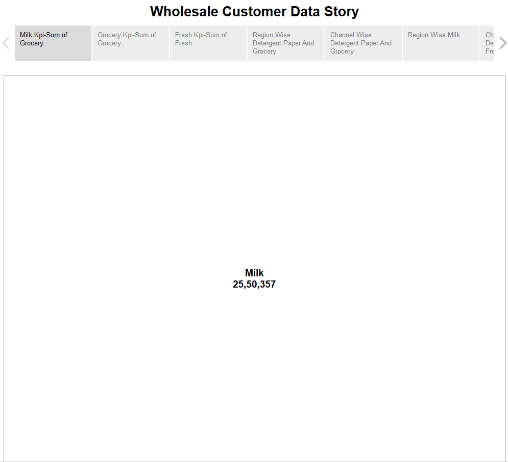 Wholesale Customer Data Story
Milk Kpi-Sum of
Grocery.
Grocery Kpi-Sum of
Grocery.
Fresh Kpi-Sum of
Fresh.
Region Wise
Detergent Paper And
Grocery
Channel Wise
Detergent Paper And
Grocery
Region Wise Milk
Milk
25,50,357